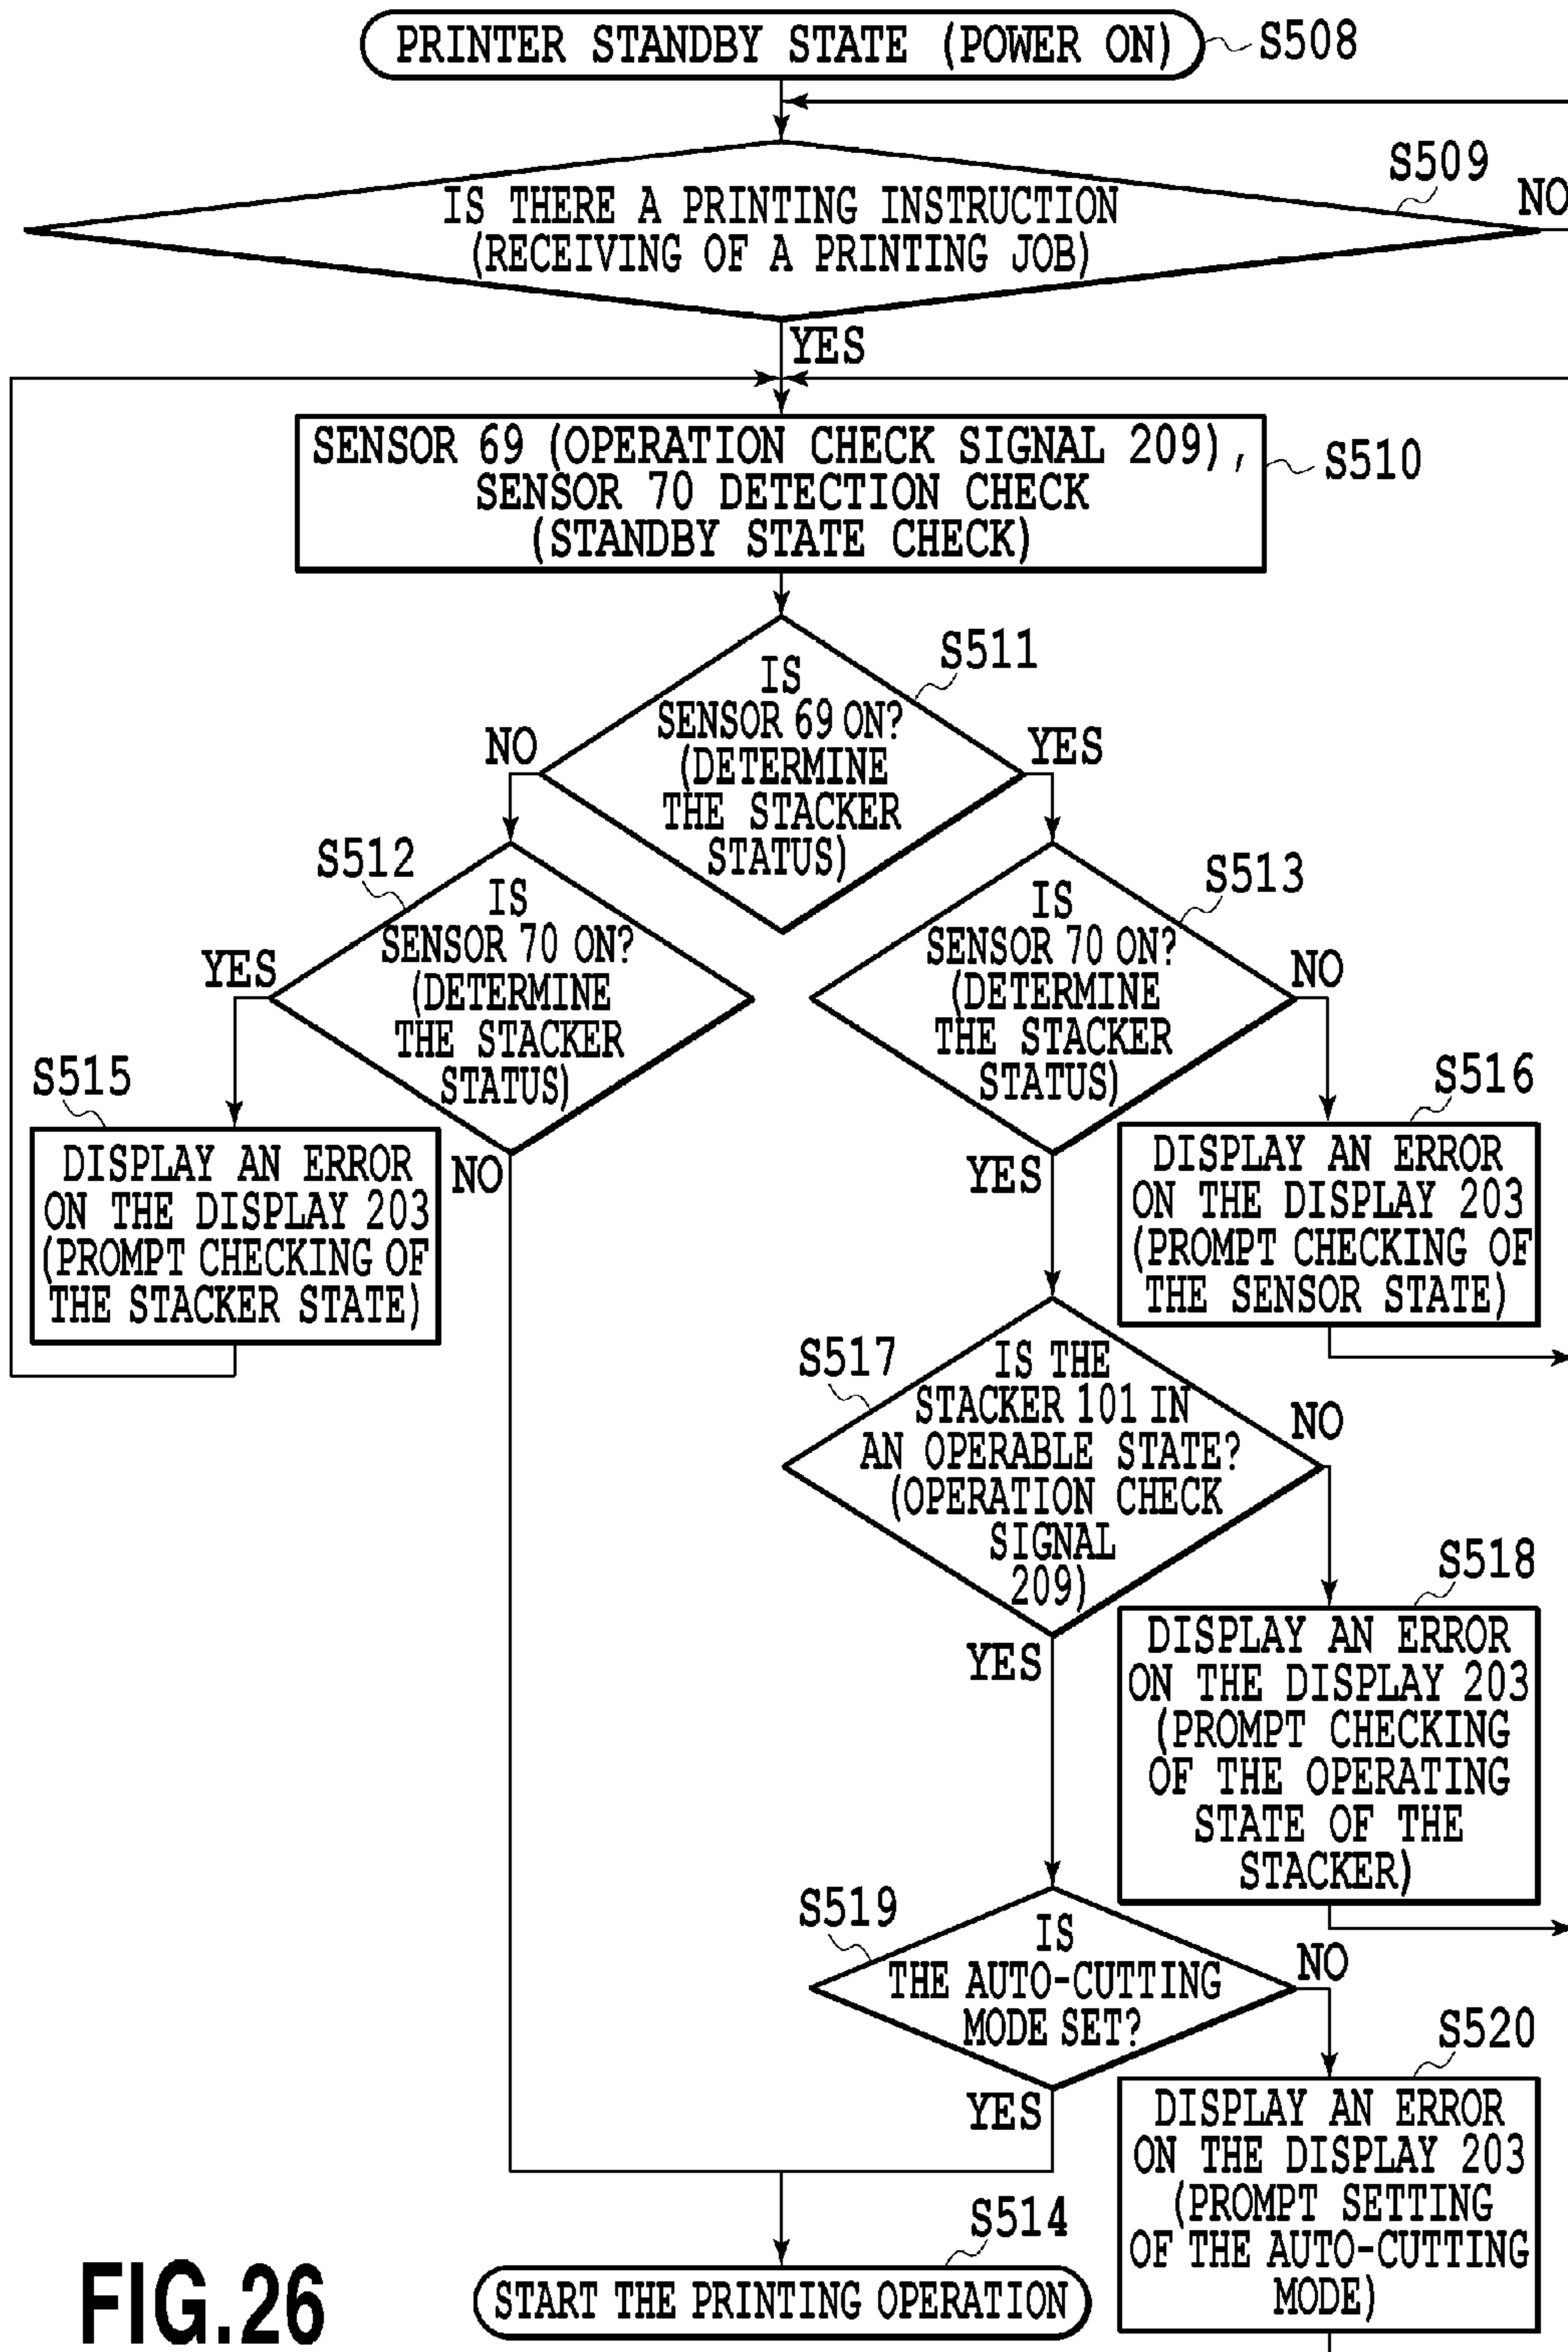 PRINTER STANDBY STATE (POWER ON)
S508
S509
NO
IS THERE A PRINTING INSTRUCTION
(RECEIVING OF A PRINTING JOB)
YES
SENSOR 69 (OPERATION CHECK SIGNAL 209),
SENSOR 70 DETECTION CHECK
(STANDBY STATE CHECK)
S510
S511
IS
SENSOR 69 ON?
(DETERMINE
THE STACKER
STATUS)
NO
YES
S512
IS
SENSOR 70 ON?
(DETERMINE
THE STACKER
STATUS)
YES
NO
S513
IS
SENSOR 70 ON?
(DETERMINE
THE STACKER
STATUS)
NO
YES
S515
DISPLAY AN ERROR
ON THE DISPLAY 203
(PROMPT CHECKING OF
THE STACKER STATE)
S516
DISPLAY AN ERROR
ON THE DISPLAY 203
(PROMPT CHECKING OF
THE SENSOR STATE)
S517
IS THE
STACKER 101 IN
AN OPERABLE STATE?
(OPERATION CHECK
SIGNAL
209)
NO
YES
S518
DISPLAY AN ERROR
ON THE DISPLAY 203
(PROMPT CHECKING
OF THE OPERATING
STATE OF THE
STACKER)
S519
IS
THE AUTO-CUTTING
MODE SET?
NO
YES
S520
DISPLAY AN ERROR
ON THE DISPLAY 203
(PROMPT SETTING
OF THE AUTO-CUTTING
MODE)
S514
START THE PRINTING OPERATION
FIG.26